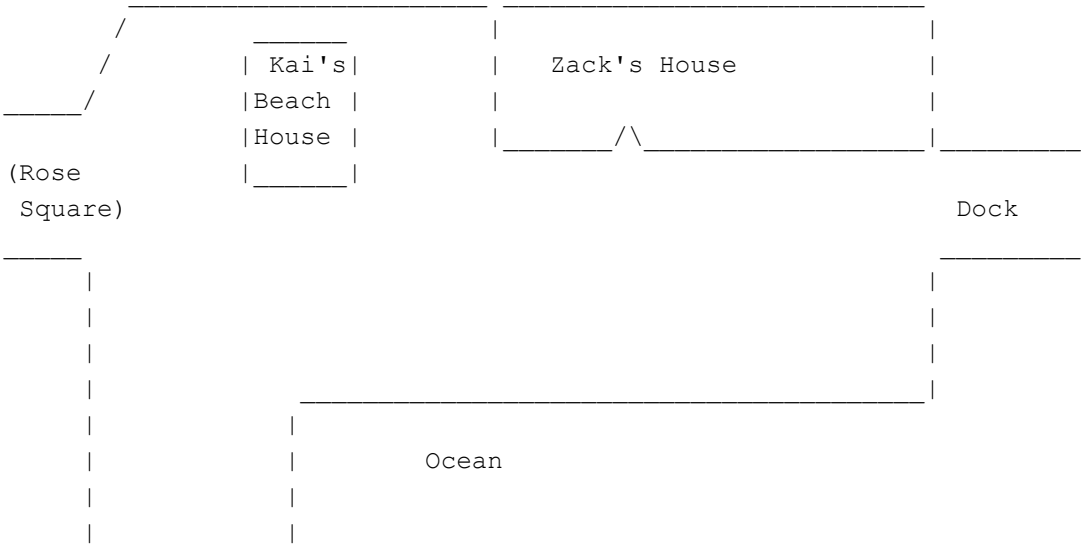 Kai's Zack's House
Beach
House
(Rose
Square) Dock
Ocean